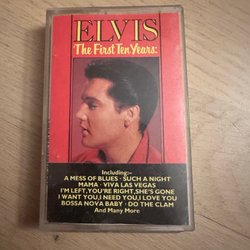 ELVIS
The First Ten Years:
Including:-
A MESS OF BLUES · SUCH A NIGHT
MAMA · VIVA LAS VEGAS
I'M LEFT, YOU'RE RIGHT, SHE'S GONE
I WANT YOU, I NEED YOU, I LOVE YOU
BOSSA NOVA BABY · DO THE CLAM
And Many More